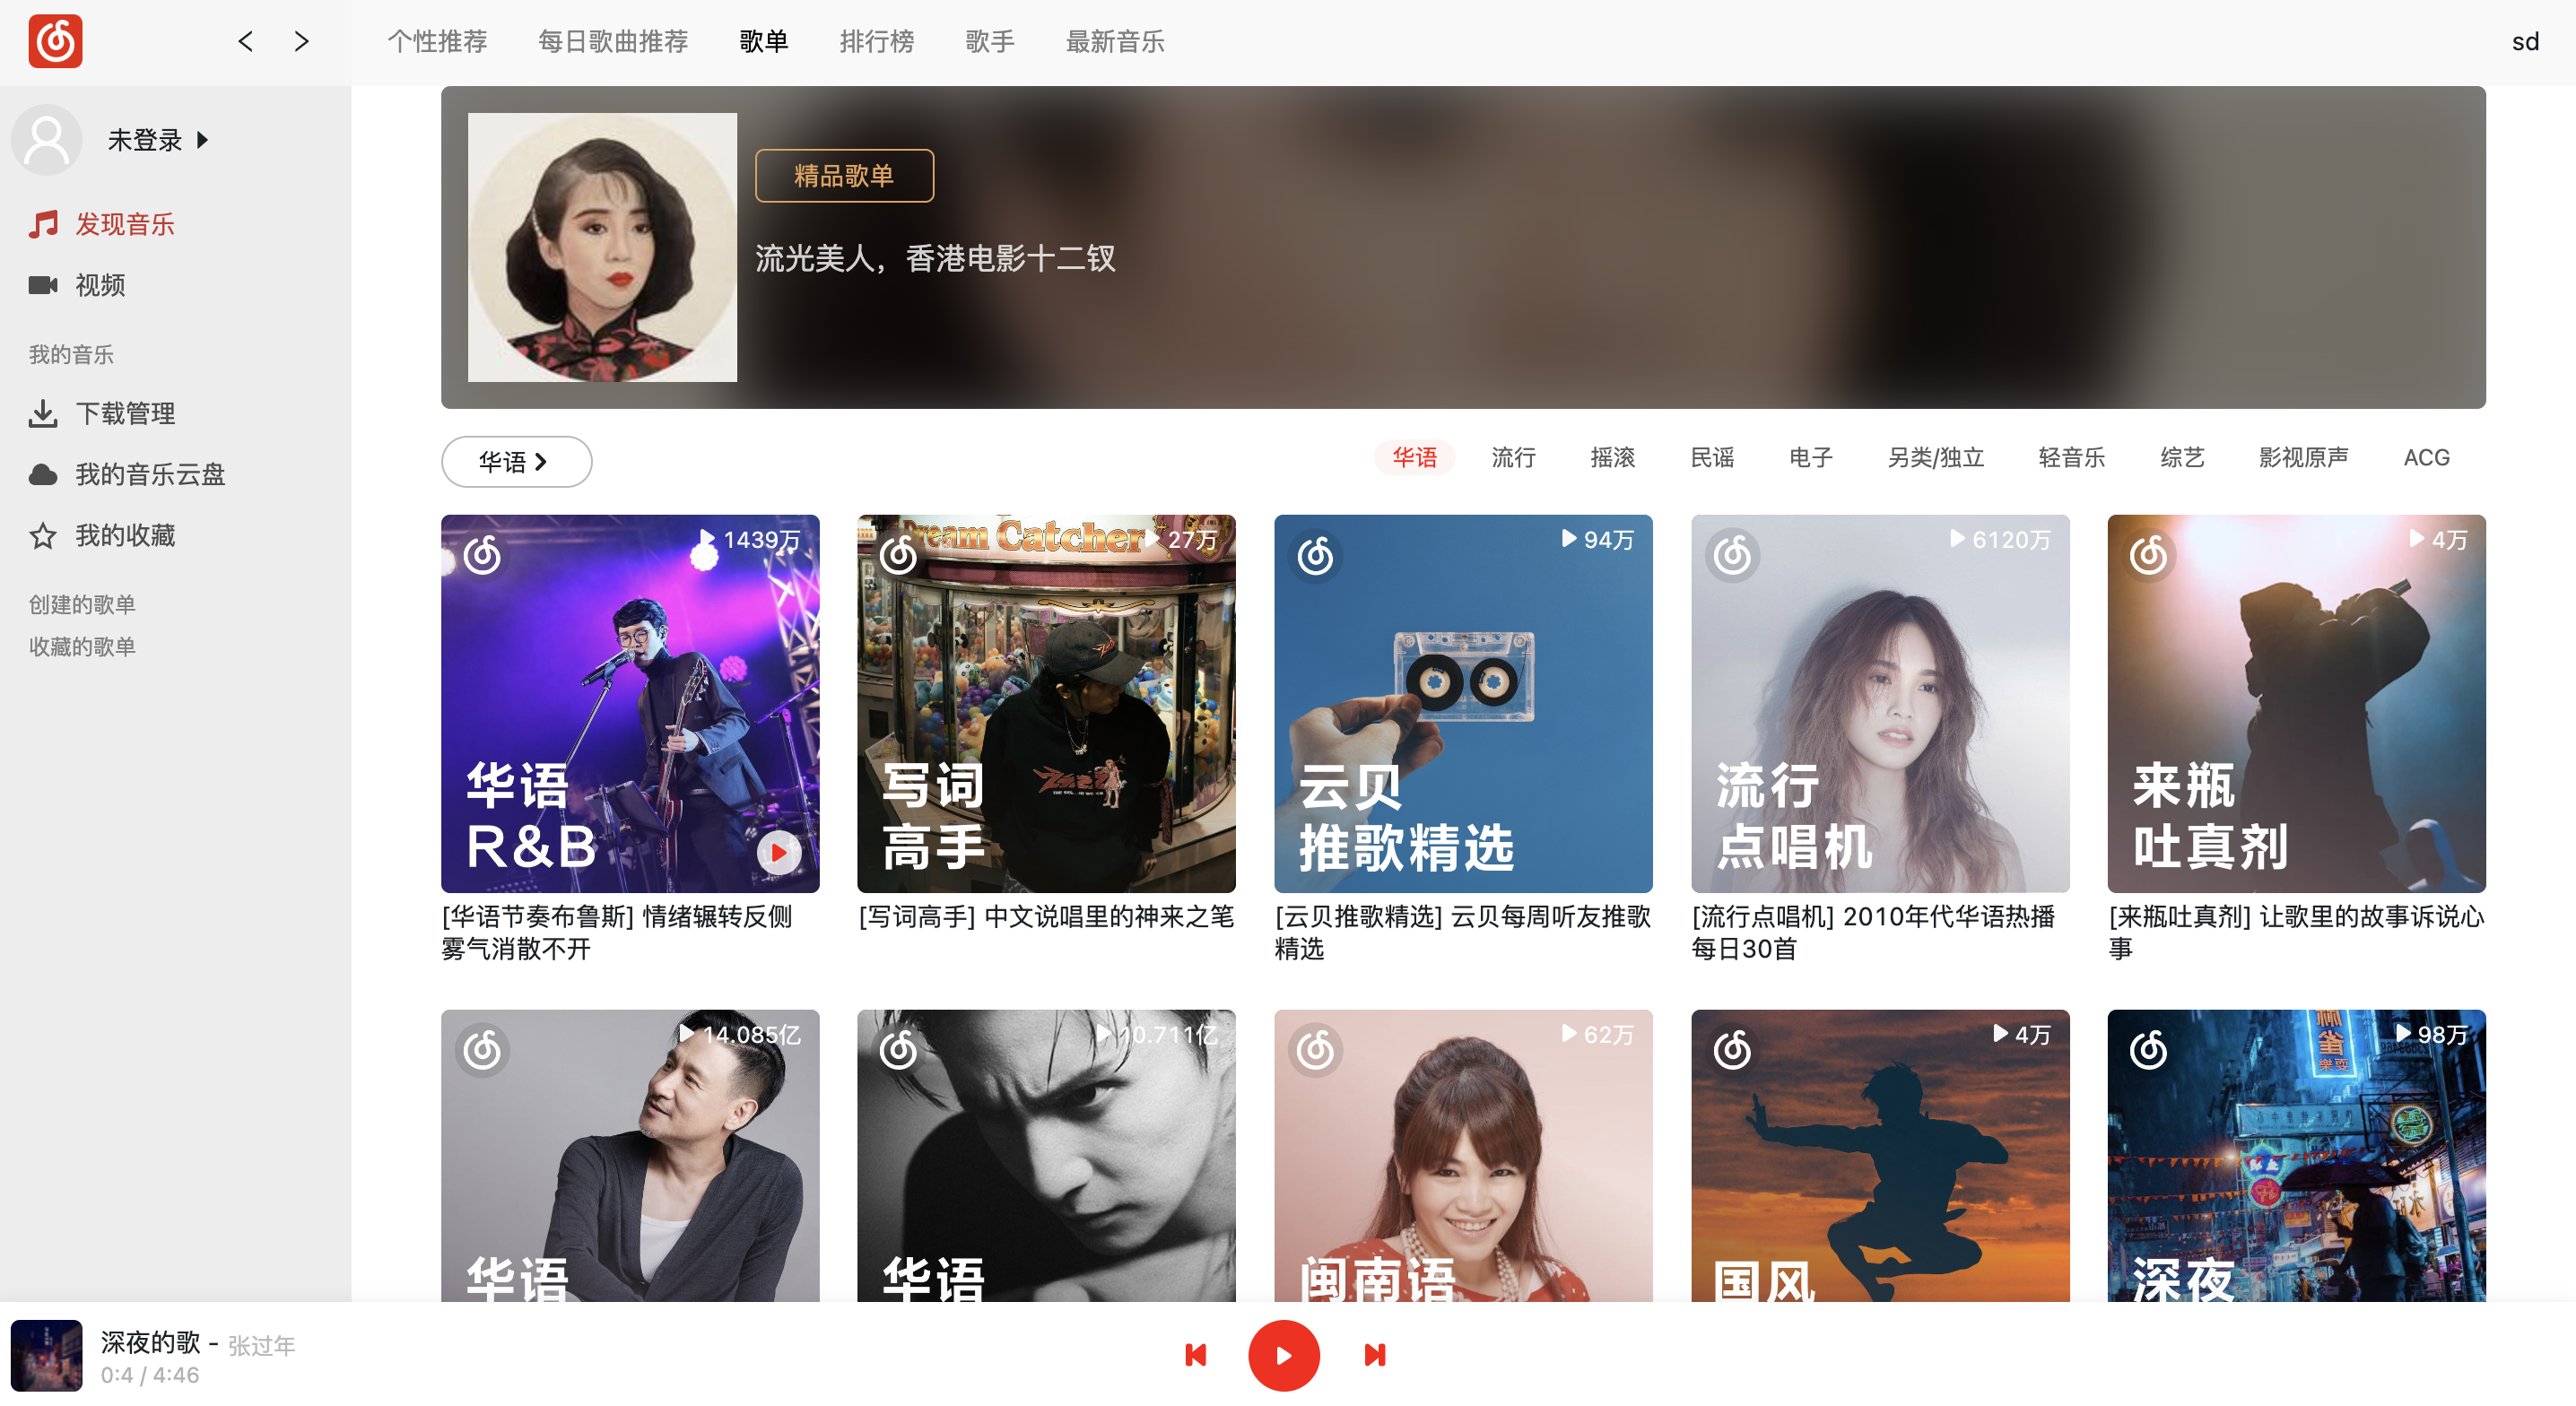 个性推荐 每日歌曲推荐 歌单 排行榜 歌手 最新音乐 sd
未登录
发现音乐
视频
我的音乐
下载管理
我的音乐云盘
我的收藏
创建的歌单
收藏的歌单
精品歌单
流光美人，香港电影十二钗
华语
华语 流行 摇滚 民谣 电子 另类/独立 轻音乐 综艺 影视原声 ACG
1439万
华语
R&B
[华语节奏布鲁斯] 情绪辗转反侧
雾气消散不开
Dream Catcher
27万
写词
高手
[写词高手] 中文说唱里的神来之笔
94万
云贝
推歌精选
[云贝推歌精选] 云贝每周听友推歌
精选
6120万
流行
点唱机
[流行点唱机] 2010年代华语热播
每日30首
4万
来瓶
吐真剂
[来瓶吐真剂] 让歌里的故事诉说心
事
14.085亿
华语
10.711亿
华语
62万
闽南语
4万
国风
98万
深夜
深夜的歌 - 张过年
0:4 / 4:46